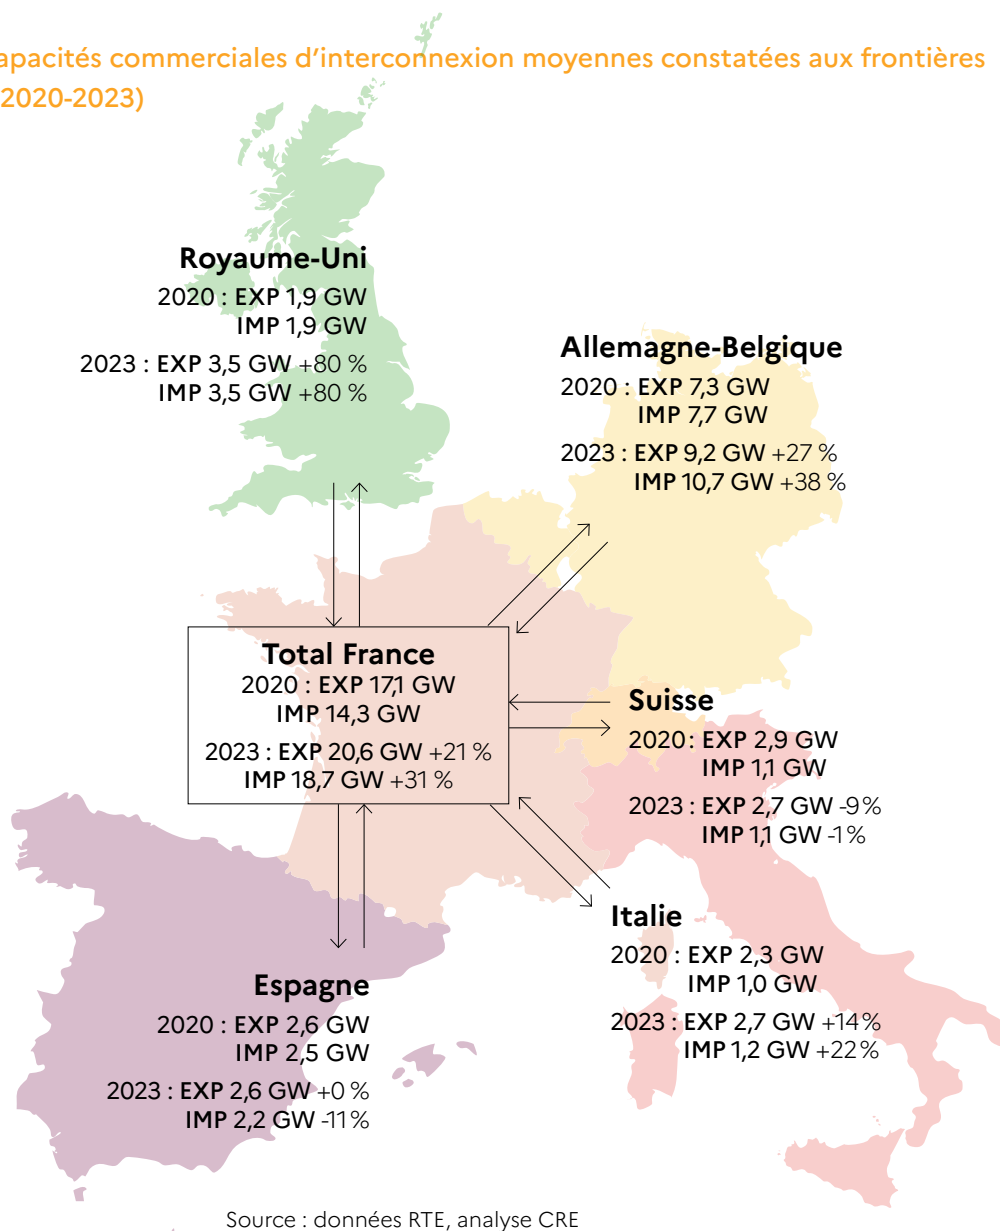 apacités commerciales d'interconnexion moyennes constatées aux frontières
2020-2023)
Royaume-Uni
2020 : EXP 1,9 GW
IMP 1,9 GW
2023 : EXP 3,5 GW +80 %
IMP 3,5 GW +80 %
Allemagne-Belgique
2020 : EXP 7,3 GW
IMP 7,7 GW
2023 : EXP 9,2 GW +27 %
IMP 10,7 GW +38 %
Total France
2020 : EXP 17,1 GW
IMP 14,3 GW
2023 : EXP 20,6 GW +21 %
IMP 18,7 GW +31 %
Suisse
2020 : EXP 2,9 GW
IMP 1,1 GW
2023 : EXP 2,7 GW -9%
IMP 1,1 GW -1%
Italie
2020 : EXP 2,3 GW
IMP 1,0 GW
2023 : EXP 2,7 GW +14%
IMP 1,2 GW +22%
Espagne
2020 : EXP 2,6 GW
IMP 2,5 GW
2023 : EXP 2,6 GW +0 %
IMP 2,2 GW -11%
Source : données RTE, analyse CRE